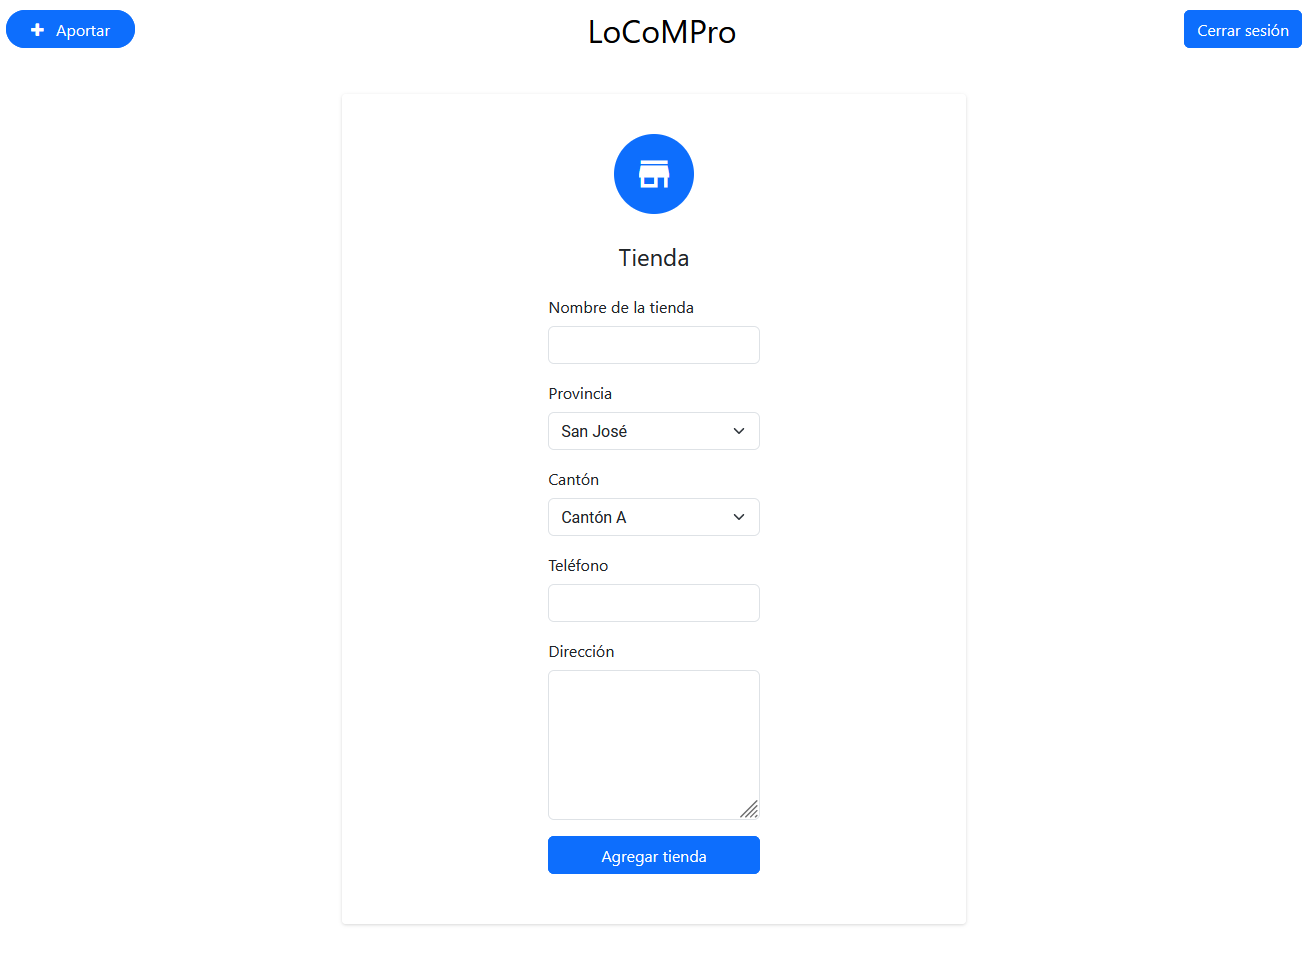 Aportar
LoCoMPro
Cerrar sesión
Tienda
Nombre de la tienda
Provincia
San José
Cantón
Cantón A
Teléfono
Dirección
Agregar tienda